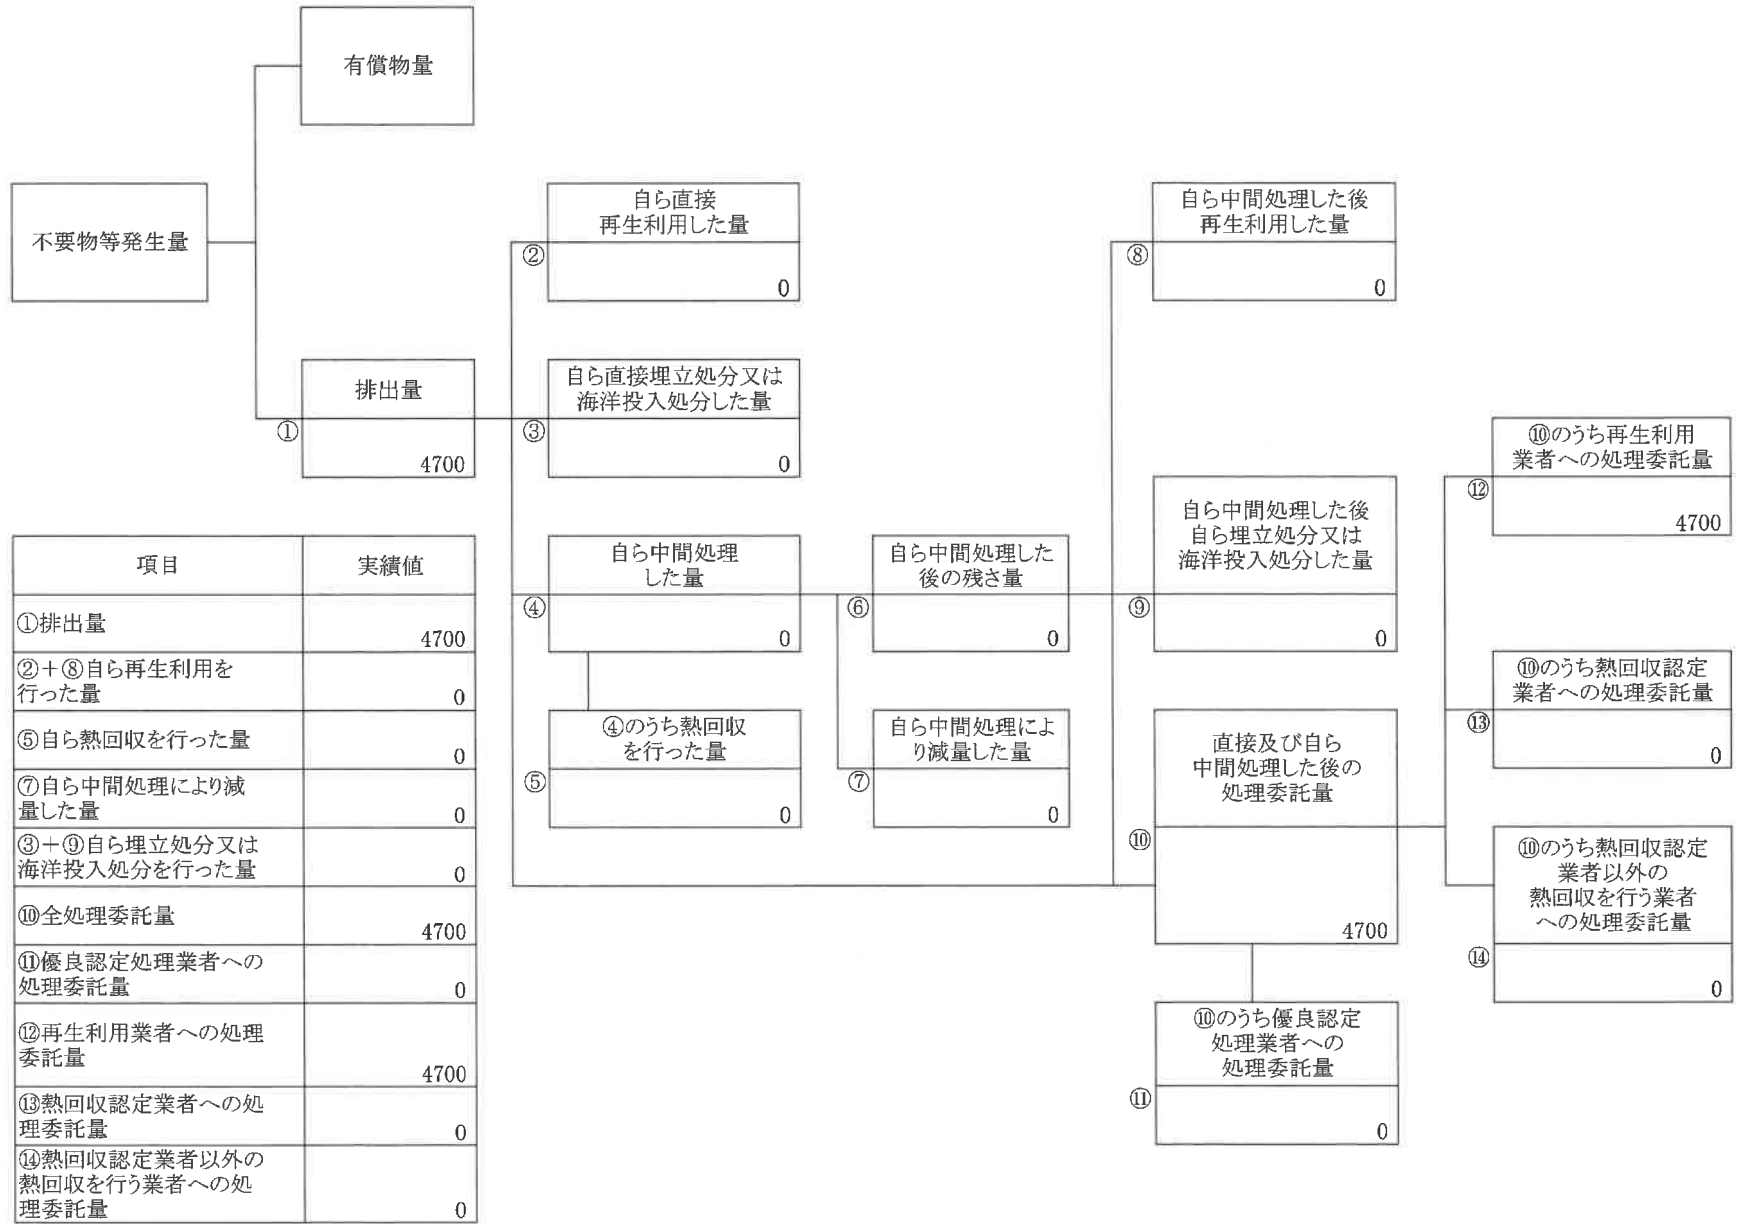 有償物量
不要物等発生量
排出量
①
4700
自ら直接
再生利用した量
②
0
自ら直接埋立処分又は
海洋投入処分した量
③
0
自ら中間処理
した量
④
0
④のうち熱回収
を行った量
⑤
0
自ら中間処理した
後の残さ量
⑥
0
自ら中間処理によ
り減量した量
⑦
0
自ら中間処理した後
再生利用した量
⑧
0
自ら中間処理した後
自ら埋立処分又は
海洋投入処分した量
⑨
0
直接及び自ら
中間処理した後の
処理委託量
⑩
4700
⑩のうち優良認定
処理業者への
処理委託量
⑪
0
⑩のうち再生利用
業者への処理委託量
⑫
4700
⑩のうち熱回収認定
業者への処理委託量
⑬
0
⑩のうち熱回収認定
業者以外の
熱回収を行う業者
への処理委託量
⑭
0
項目 実績値
①排出量
4700
②+⑧自ら再生利用を
行った量
0
⑤自ら熱回収を行った量
0
⑦自ら中間処理により減
量した量
0
③+⑨自ら埋立処分又は
海洋投入処分を行った量
0
⑩全処理委託量
4700
⑪優良認定処理業者への
処理委託量
0
⑫再生利用業者への処理
委託量
4700
⑬熱回収認定業者への処
理委託量
0
⑭熱回収認定業者以外の
熱回収を行う業者への処
理委託量
0